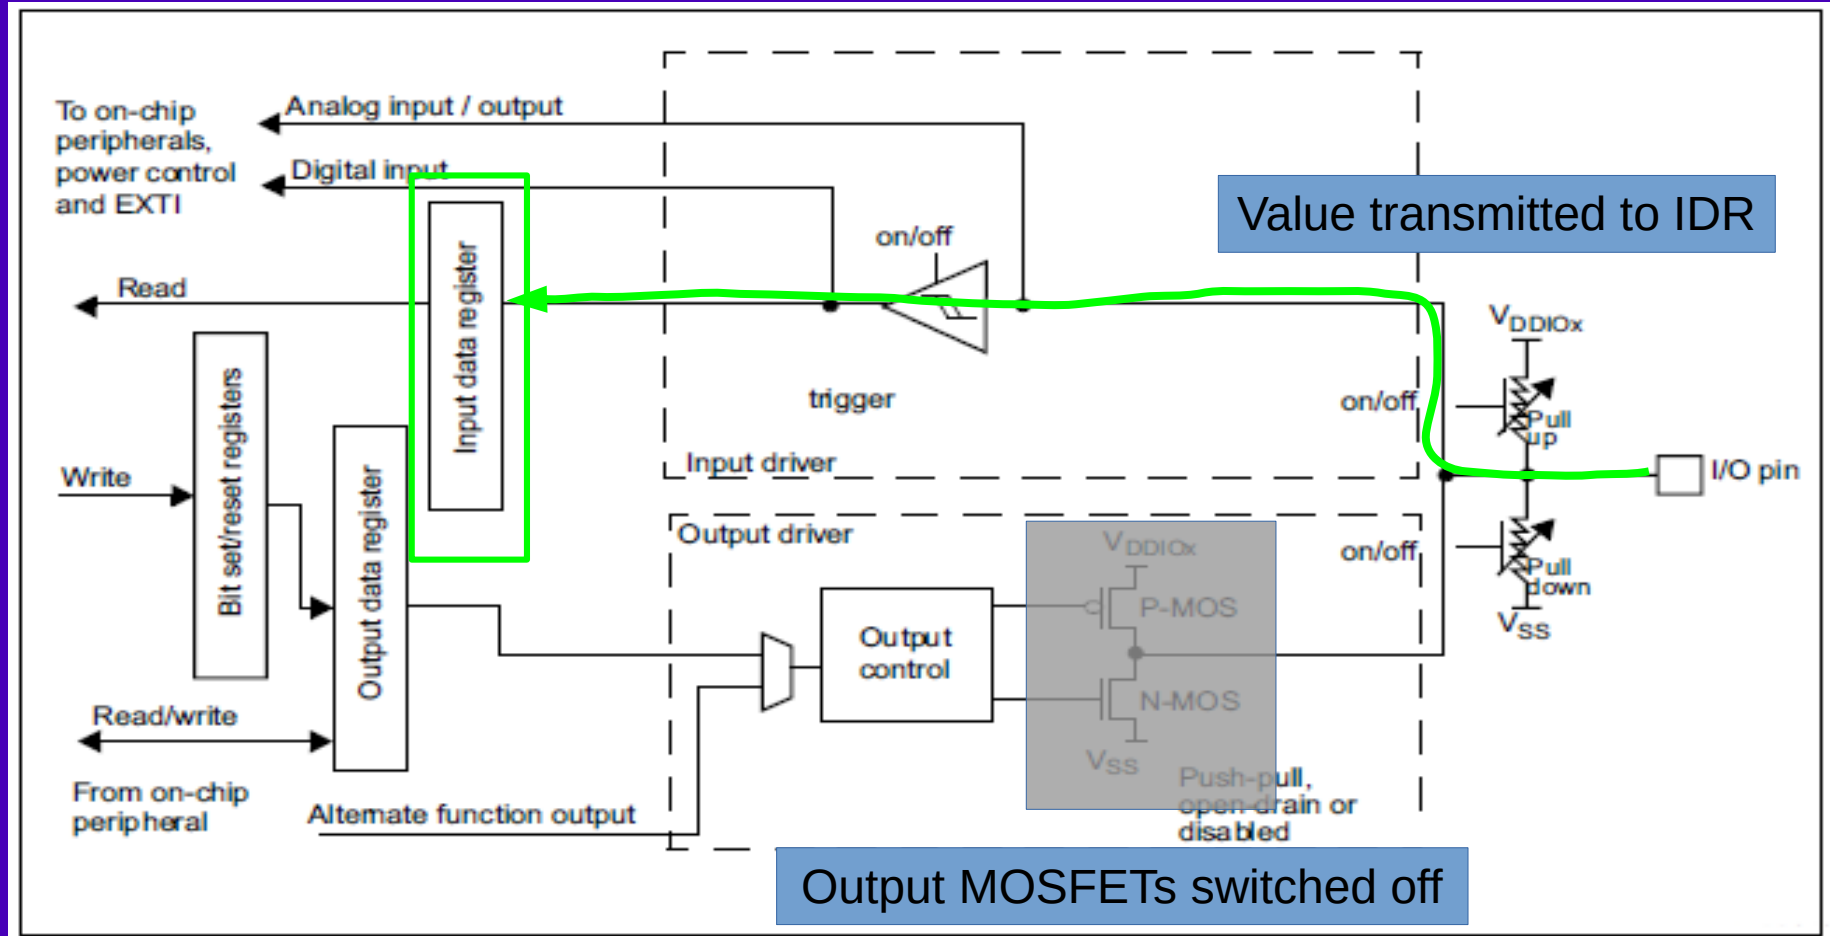 To on-chip
peripherals,
power control
and EXTI
Analog input / output
Digital input
on/off
Value transmitted to IDR
Read
Input data register
trigger
Input driver
VDDIOx
on/off
Pull
up
I/O pin
on/off
Pull
down
VSS
Write
Bit set/reset registers
Output data register
Read/write
From on-chip
peripheral
Alternate function output
Output driver
Output
control
VDDIOx
P-MOS
N-MOS
VSS
Push-pull,
open-drain or
disabled
Output MOSFETs switched off